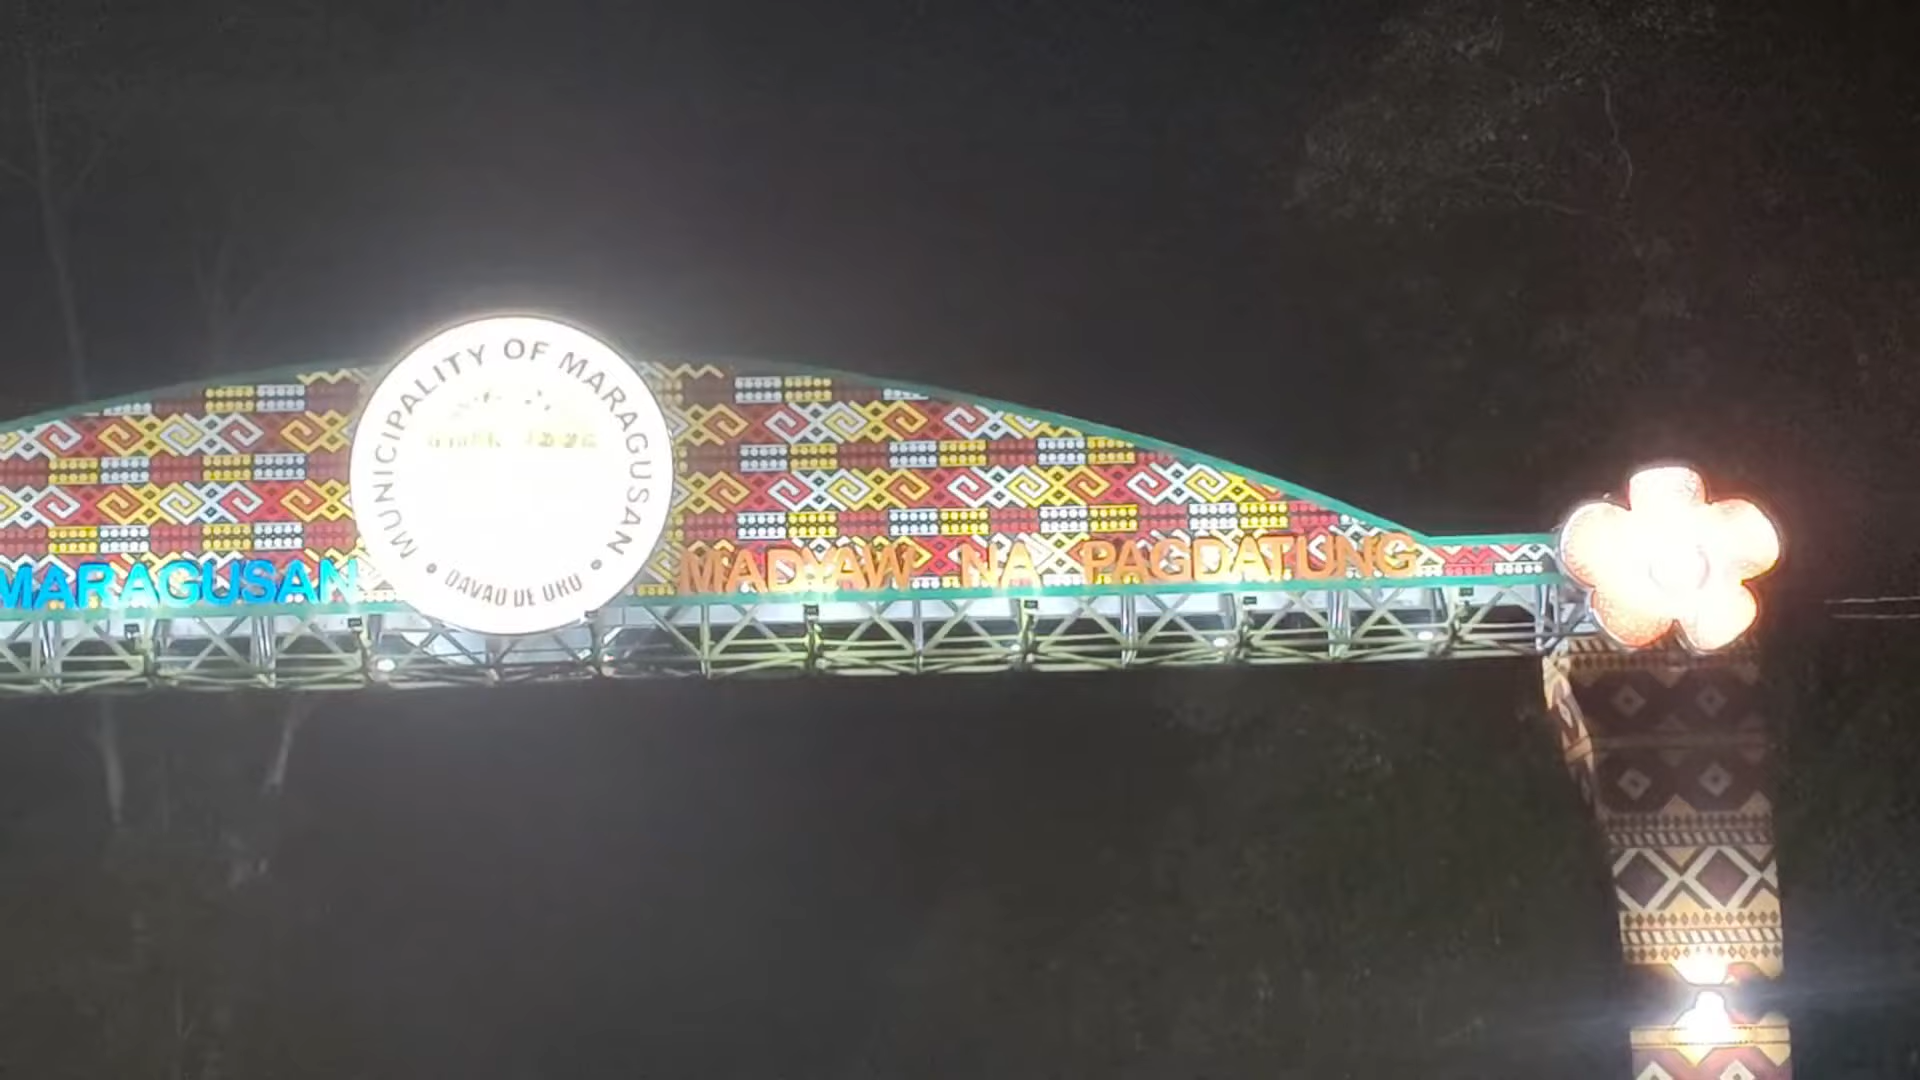 MARAGUSAN
MUNICIPALITY OF MARAGUSAN
• DAVAO DE ORO •
MADYAW NA PAGDATUNG